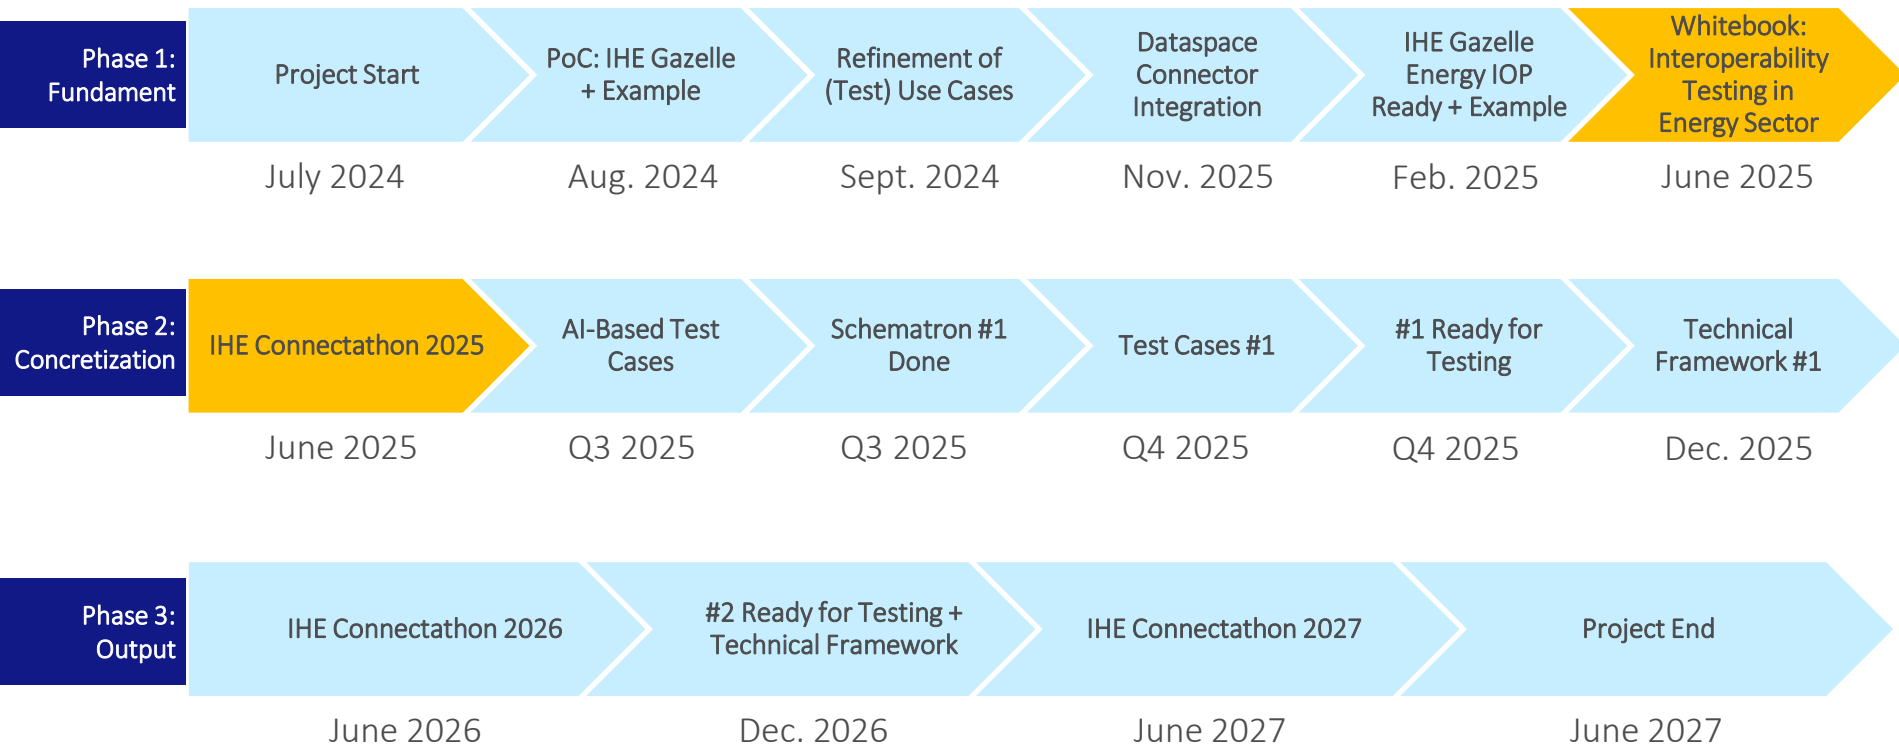 Phase 1:
Fundament
Project Start
PoC: IHE Gazelle
+ Example
Refinement of
(Test) Use Cases
Dataspace
Connector
Integration
IHE Gazelle
Energy IOP
Ready + Example
Whitebook:
Interoperability
Testing in
Energy Sector
July 2024
Aug. 2024
Sept. 2024
Nov. 2025
Feb. 2025
June 2025
Phase 2:
Concretization
IHE Connectathon 2025
AI-Based Test
Cases
Schematron #1
Done
Test Cases #1
#1 Ready for
Testing
Technical
Framework #1
June 2025
Q3 2025
Q3 2025
Q4 2025
Q4 2025
Dec. 2025
Phase 3:
Output
IHE Connectathon 2026
#2 Ready for Testing +
Technical Framework
IHE Connectathon 2027
Project End
June 2026
Dec. 2026
June 2027
June 2027